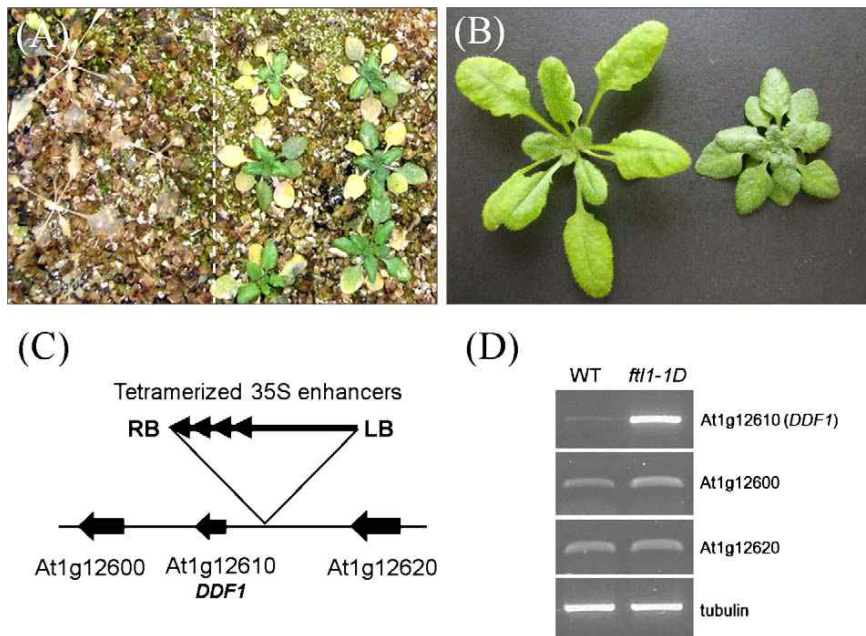 (A)
(B)
(C)
Tetramerized 35S enhancers
RB
LB
At1g12600
At1g12610
DDF1
At1g12620
(D)
WT
ftl1-1D
At1g12610 (DDF1)
At1g12600
At1g12620
tubulin